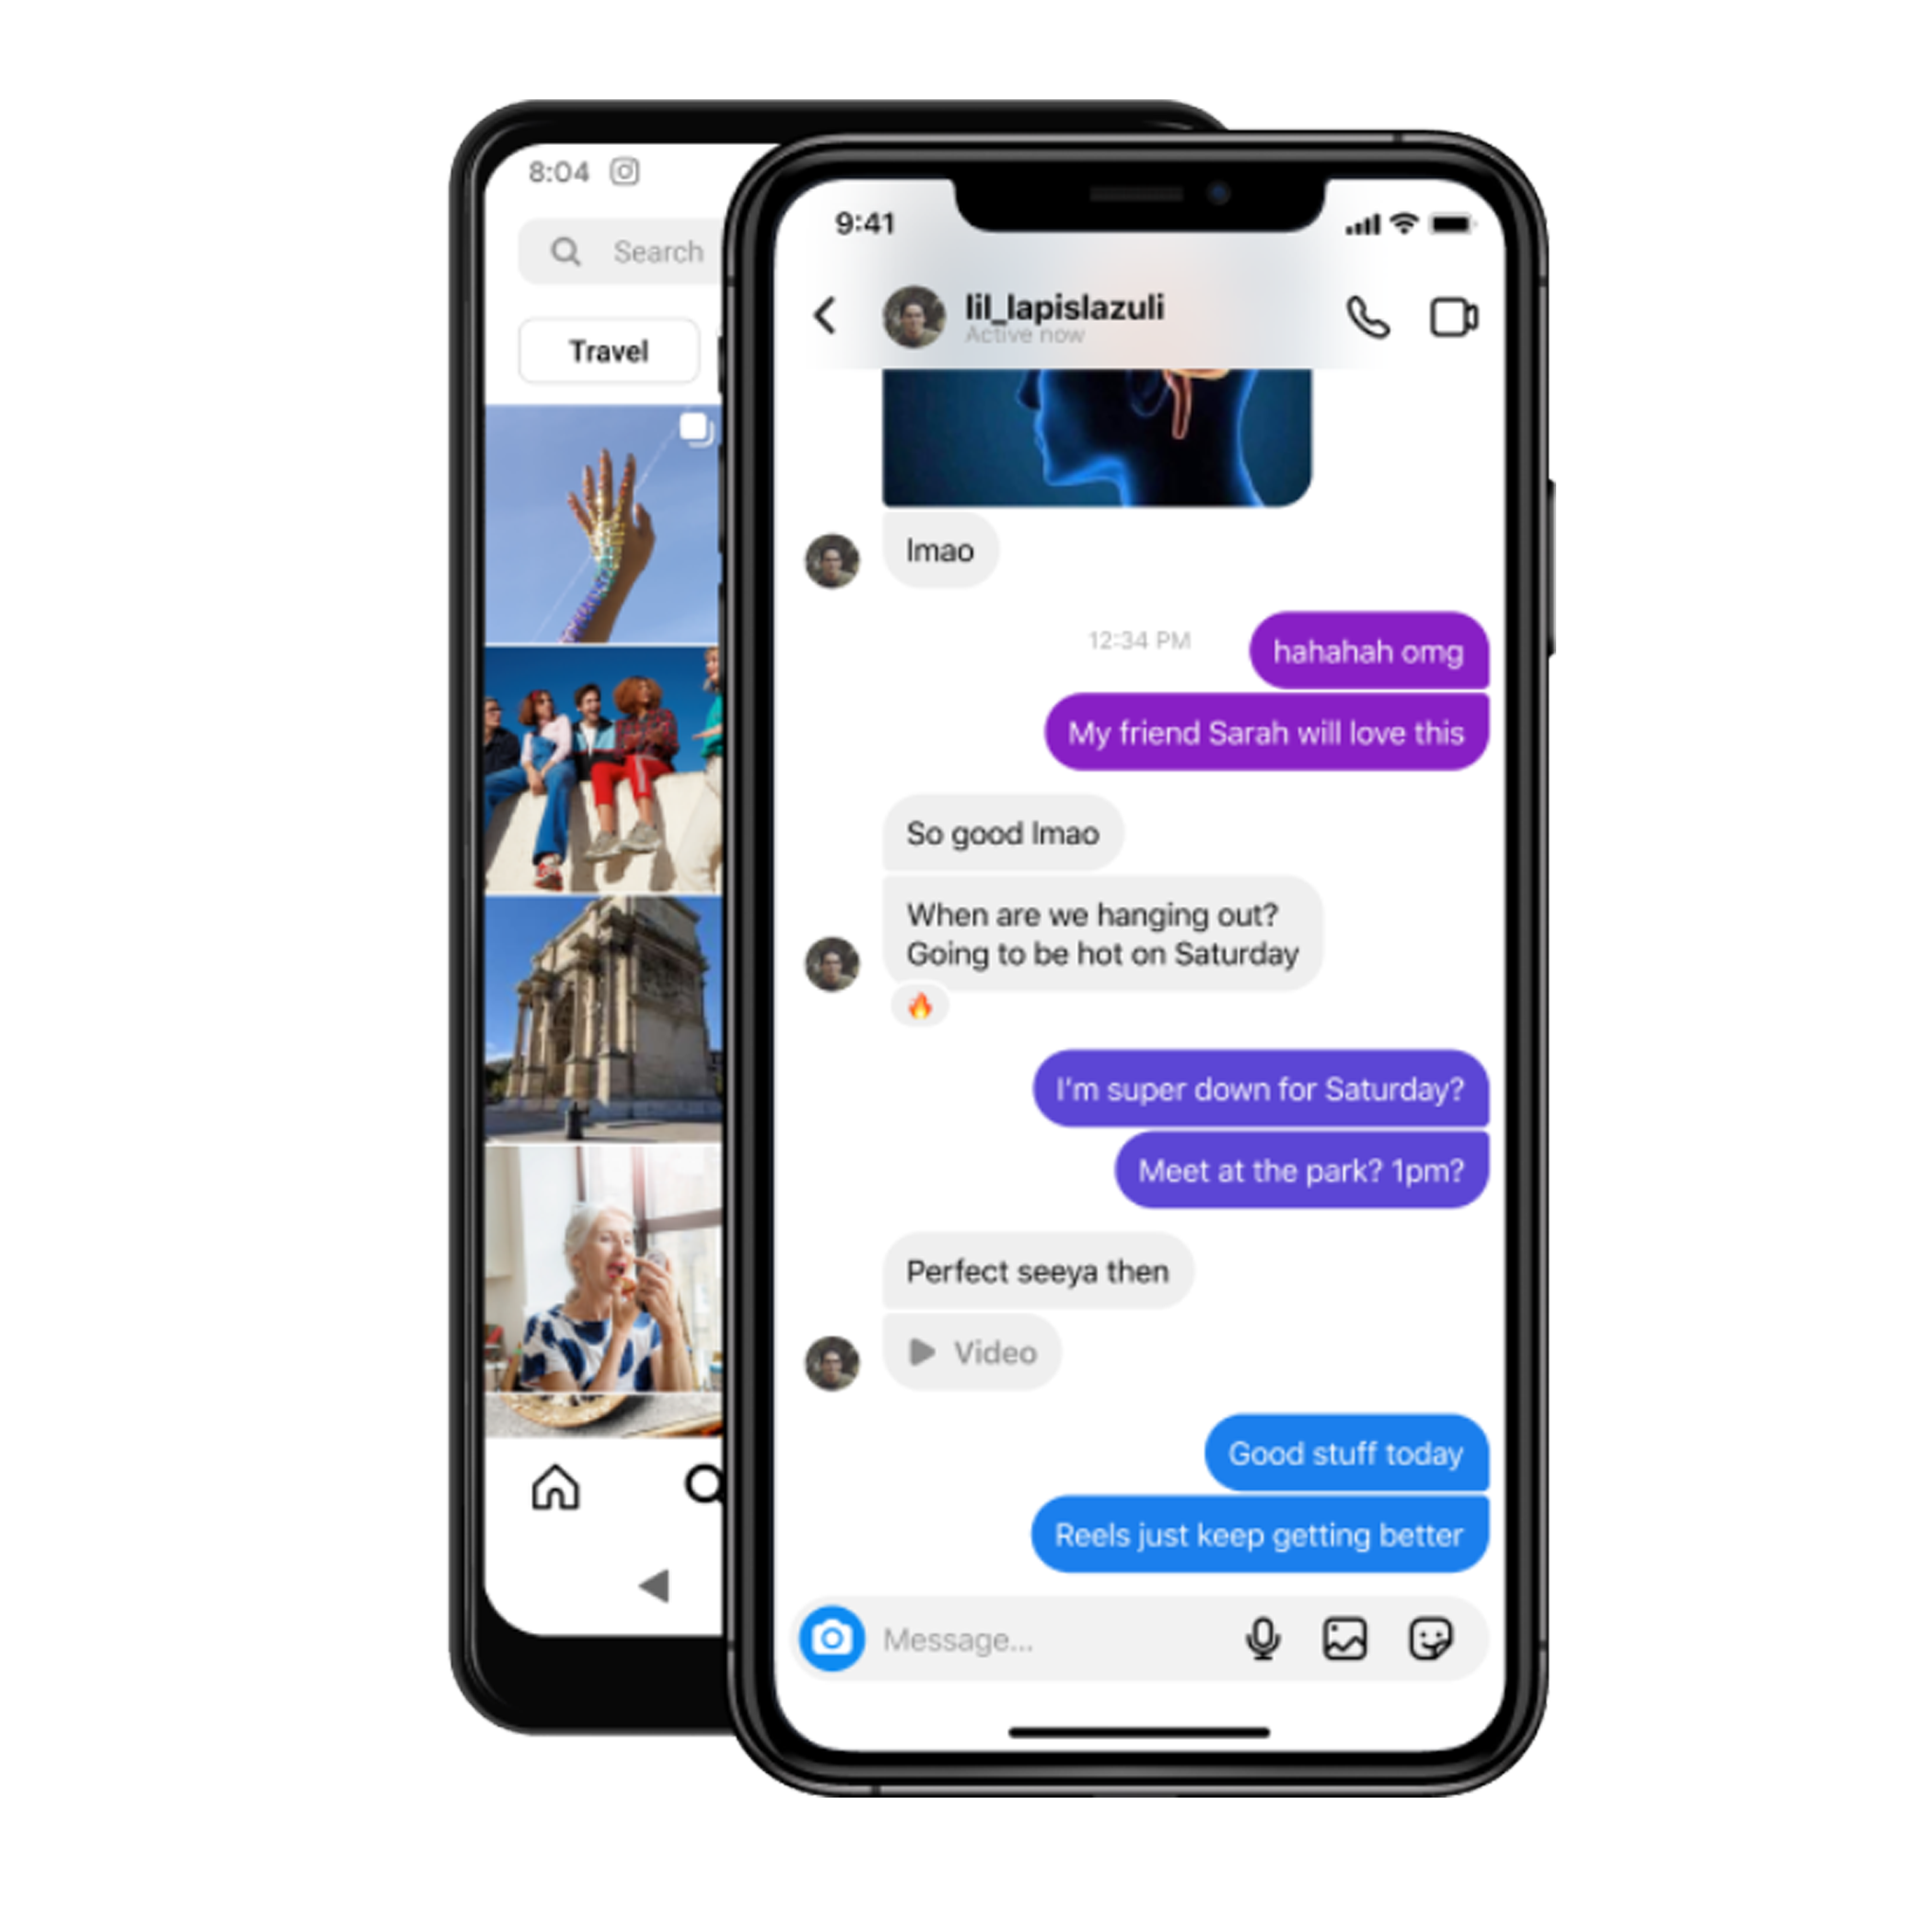 8:04
Search
Travel
9:41
lil_lapislazuli
Active now
lmao
12:34 PM
hahahah omg
My friend Sarah will love this
So good lmao
When are we hanging out?
Going to be hot on Saturday
I'm super down for Saturday?
Meet at the park? 1pm?
Perfect seeya then
Video
Good stuff today
Reels just keep getting better
Message...